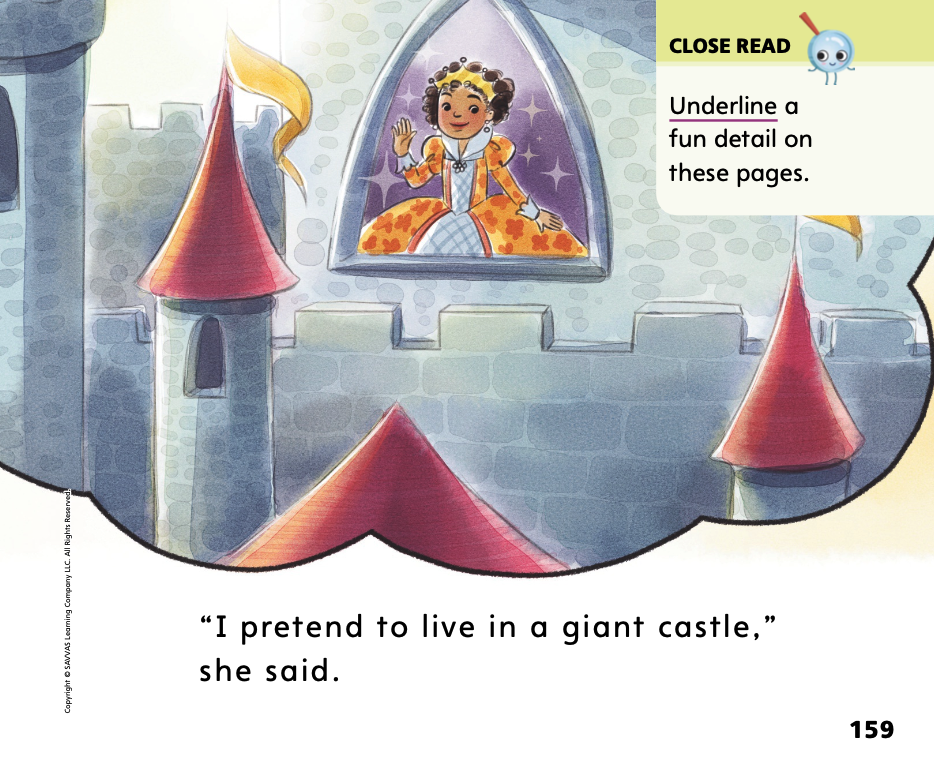 CLOSE READ
Underline a
fun detail on
these pages.
Copyright © SAVVAS Learning Company LLC. All Rights Reserved.
“I pretend to live in a giant castle,”
she said.
159